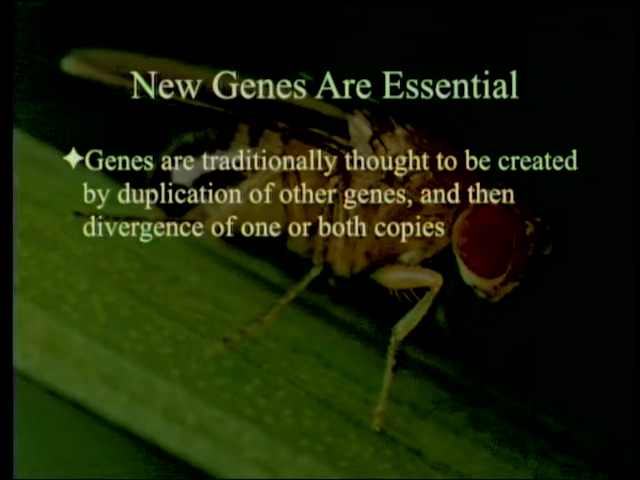 New Genes Are Essential
✦Genes are traditionally thought to be created
by duplication of other genes, and then
divergence of one or both copies